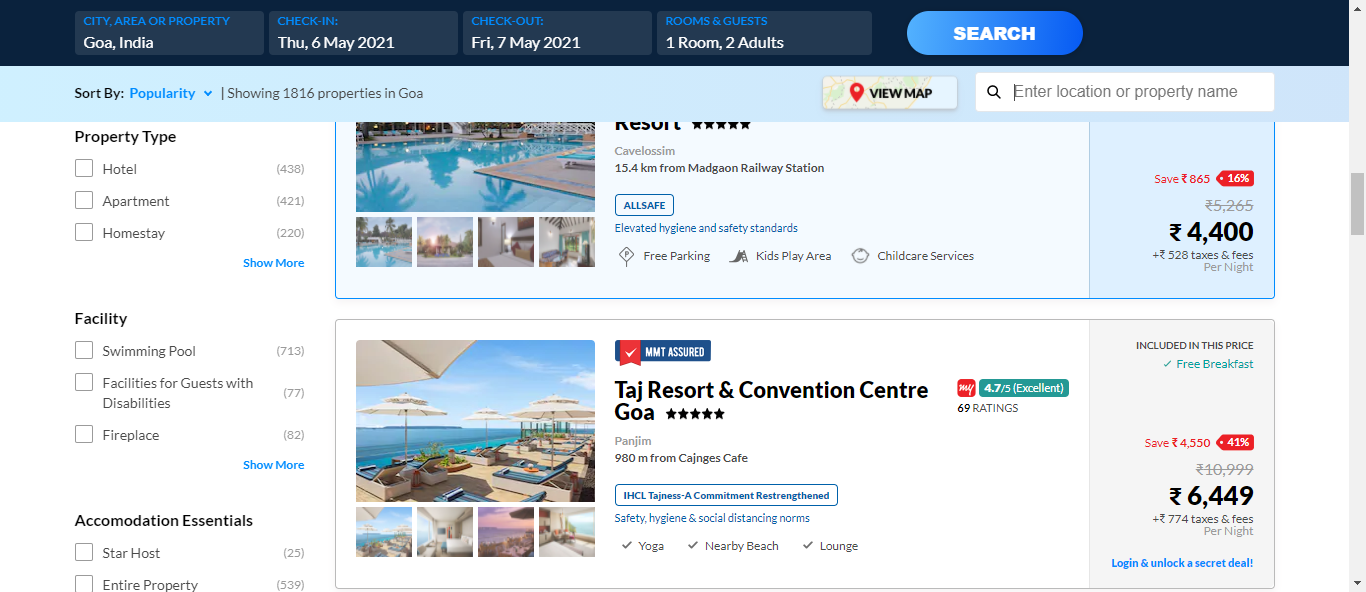 CITY, AREA OR PROPERTY
Goa, India
CHECK-IN:
Thu, 6 May 2021
CHECK-OUT:
Fri, 7 May 2021
ROOMS & GUESTS
1 Room, 2 Adults
SEARCH
Sort By: Popularity | Showing 1816 properties in Goa
VIEW MAP
Enter location or property name
Property Type
Hotel (438)
Apartment (421)
Homestay (220)
Show More
Facility
Swimming Pool (713)
Facilities for Guests with
Disabilities (77)
Fireplace (82)
Show More
Accomodation Essentials
Star Host (25)
Entire Property (539)
Resort
Cavelossim
15.4 km from Madgaon Railway Station
ALLSAFE
Elevated hygiene and safety standards
Free Parking Kids Play Area Childcare Services
Save ₹ 865 16%
₹5,265
₹ 4,400
+₹ 528 taxes & fees
Per Night
MMT ASSURED
Taj Resort & Convention Centre
Goa
my 4.7/5 (Excellent)
69 RATINGS
Panjim
980 m from Cajnges Cafe
IHCL Tajness-A Commitment Restrengthened
Safety, hygiene & social distancing norms
Yoga Nearby Beach Lounge
INCLUDED IN THIS PRICE
Free Breakfast
Save ₹ 4,550 41%
₹10,999
₹ 6,449
+₹ 774 taxes & fees
Per Night
Login & unlock a secret deal!